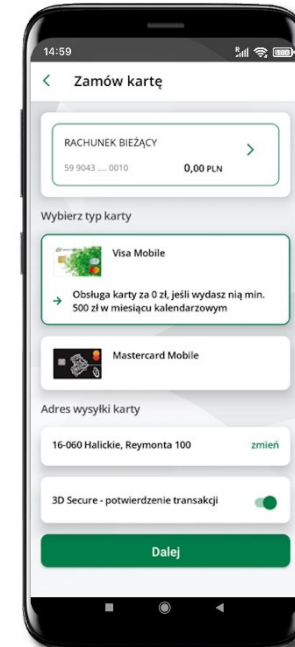 14:59
Zamów kartę
RACHUNEK BIEŻĄCY
59 9043 .... 0010 0,00 PLN
Wybierz typ karty
Visa Mobile
Obsługa karty za 0 zł, jeśli wydasz nią min.
500 zł w miesiącu kalendarzowym
Mastercard Mobile
Adres wysyłki karty
16-060 Halickie, Reymonta 100 zmień
3D Secure - potwierdzenie transakcji
Dalej